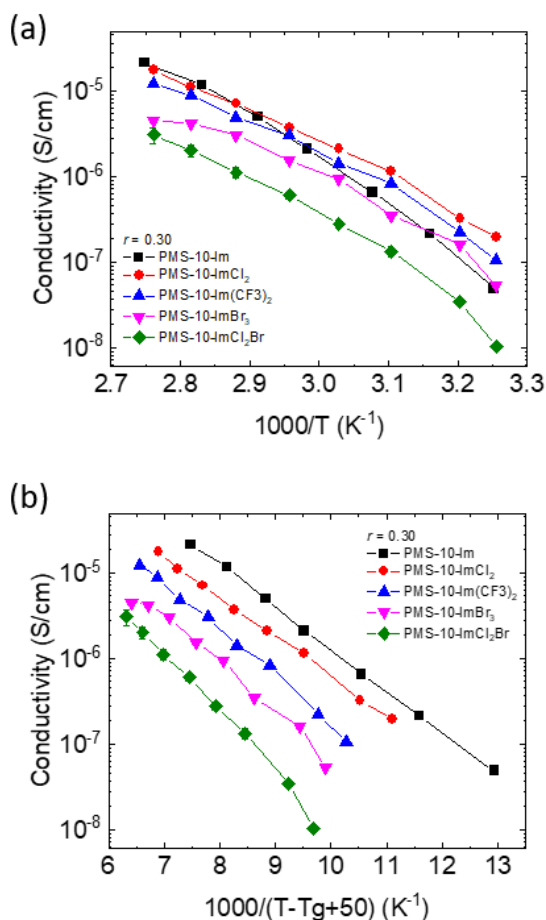 (a)
10⁻⁵
10⁻⁶
10⁻⁷
10⁻⁸
Conductivity (S/cm)
r = 0.30
PMS-10-Im
PMS-10-ImCl₂
PMS-10-Im(CF3)₂
PMS-10-ImBr₃
PMS-10-ImCl₂Br
2.7 2.8 2.9 3.0 3.1 3.2 3.3
1000/T (K⁻¹)
(b)
10⁻⁵
10⁻⁶
10⁻⁷
10⁻⁸
Conductivity (S/cm)
r = 0.30
PMS-10-Im
PMS-10-ImCl₂
PMS-10-Im(CF3)₂
PMS-10-ImBr₃
PMS-10-ImCl₂Br
6 7 8 9 10 11 12 13
1000/(T-Tg+50) (K⁻¹)